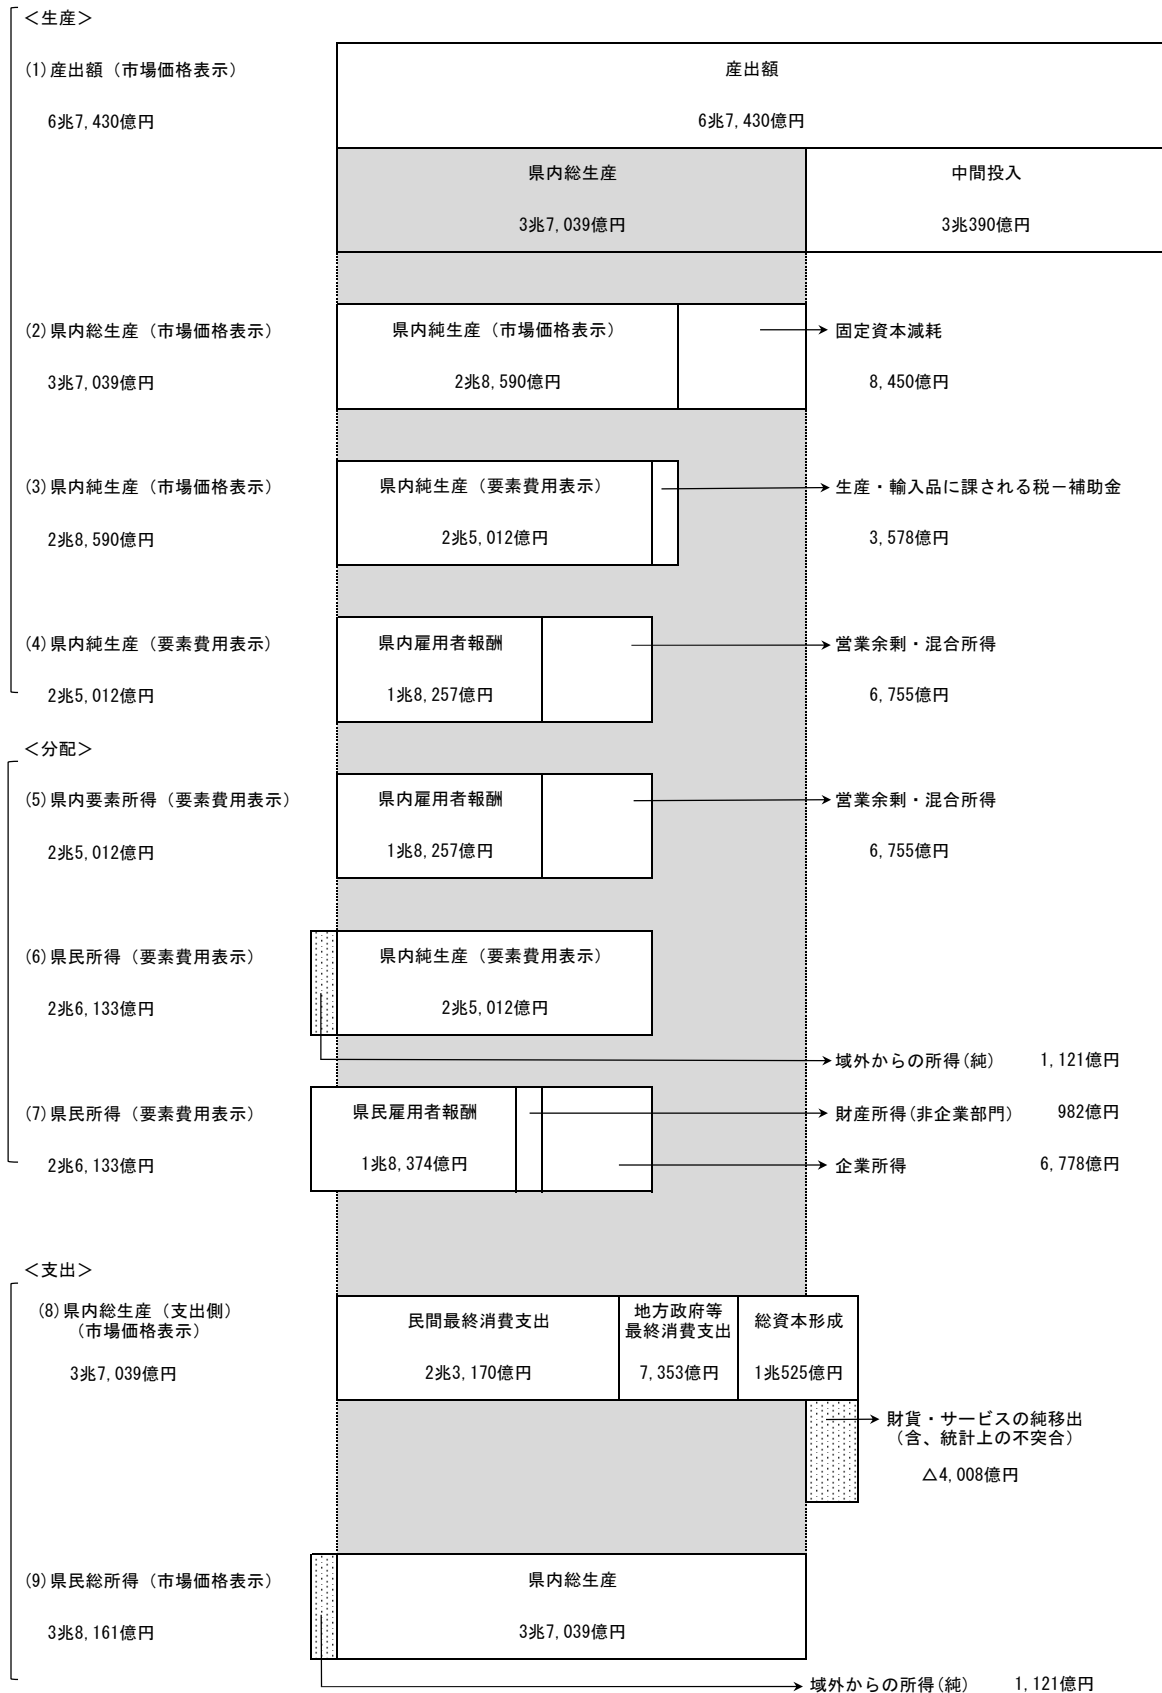 ＜生産＞
(1)産出額（市場価格表示）
産出額
6兆7,430億円
6兆7,430億円
県内総生産
中間投入
3兆7,039億円
3兆390億円
(2)県内総生産（市場価格表示）
県内純生産（市場価格表示）
固定資本減耗
3兆7,039億円
2兆8,590億円
8,450億円
(3)県内純生産（市場価格表示）
県内純生産（要素費用表示）
生産・輸入品に課される税－補助金
2兆8,590億円
2兆5,012億円
3,578億円
(4)県内純生産（要素費用表示）
県内雇用者報酬
営業余剰・混合所得
2兆5,012億円
1兆8,257億円
6,755億円
＜分配＞
(5)県内要素所得（要素費用表示）
県内雇用者報酬
営業余剰・混合所得
2兆5,012億円
1兆8,257億円
6,755億円
(6)県民所得（要素費用表示）
県内純生産（要素費用表示）
2兆6,133億円
2兆5,012億円
域外からの所得(純) 1,121億円
(7)県民所得（要素費用表示）
県民雇用者報酬
財産所得(非企業部門) 982億円
2兆6,133億円
1兆8,374億円
企業所得 6,778億円
＜支出＞
(8)県内総生産（支出側）
（市場価格表示）
民間最終消費支出
地方政府等
最終消費支出
総資本形成
3兆7,039億円
2兆3,170億円
7,353億円
1兆525億円
財貨・サービスの純移出
（含、統計上の不突合）
△4,008億円
(9)県民総所得（市場価格表示）
県内総生産
3兆8,161億円
3兆7,039億円
域外からの所得(純) 1,121億円